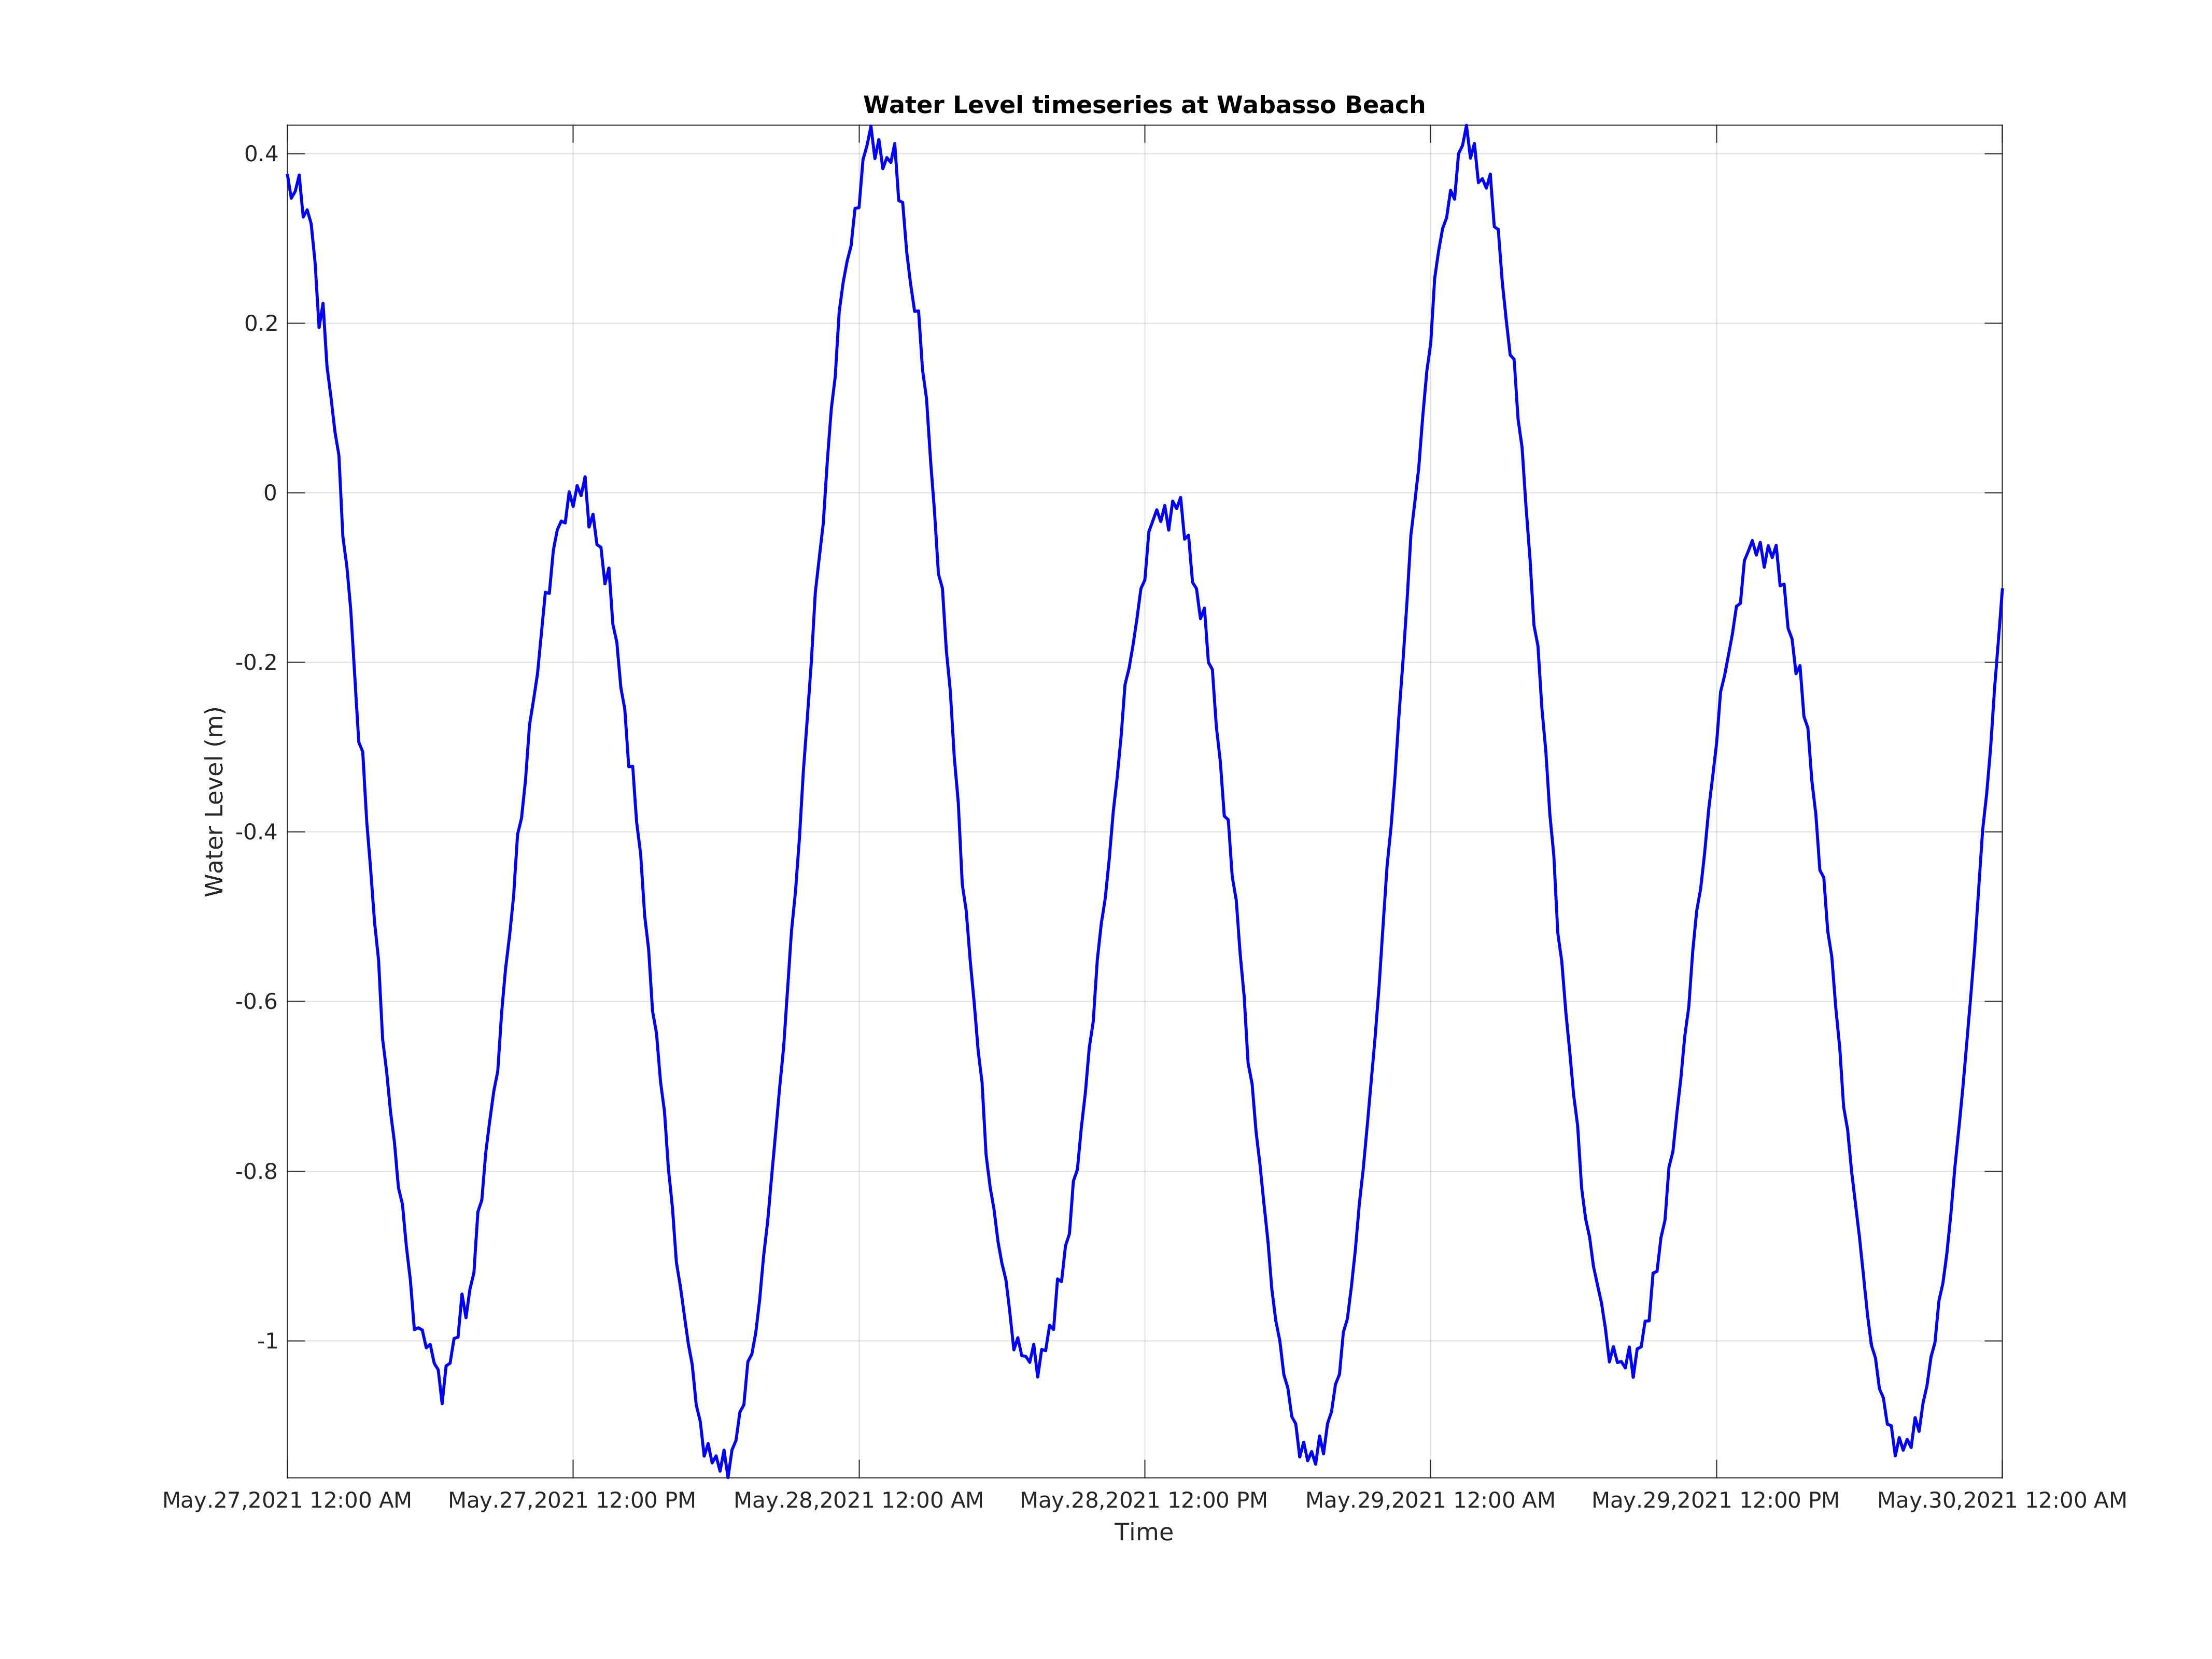 Water Level timeseries at Wabasso Beach
0.4
0.2
0
-0.2
-0.4
-0.6
-0.8
-1
Water Level (m)
May.27,2021 12:00 AM
May.27,2021 12:00 PM
May.28,2021 12:00 AM
May.28,2021 12:00 PM
May.29,2021 12:00 AM
May.29,2021 12:00 PM
May.30,2021 12:00 AM
Time